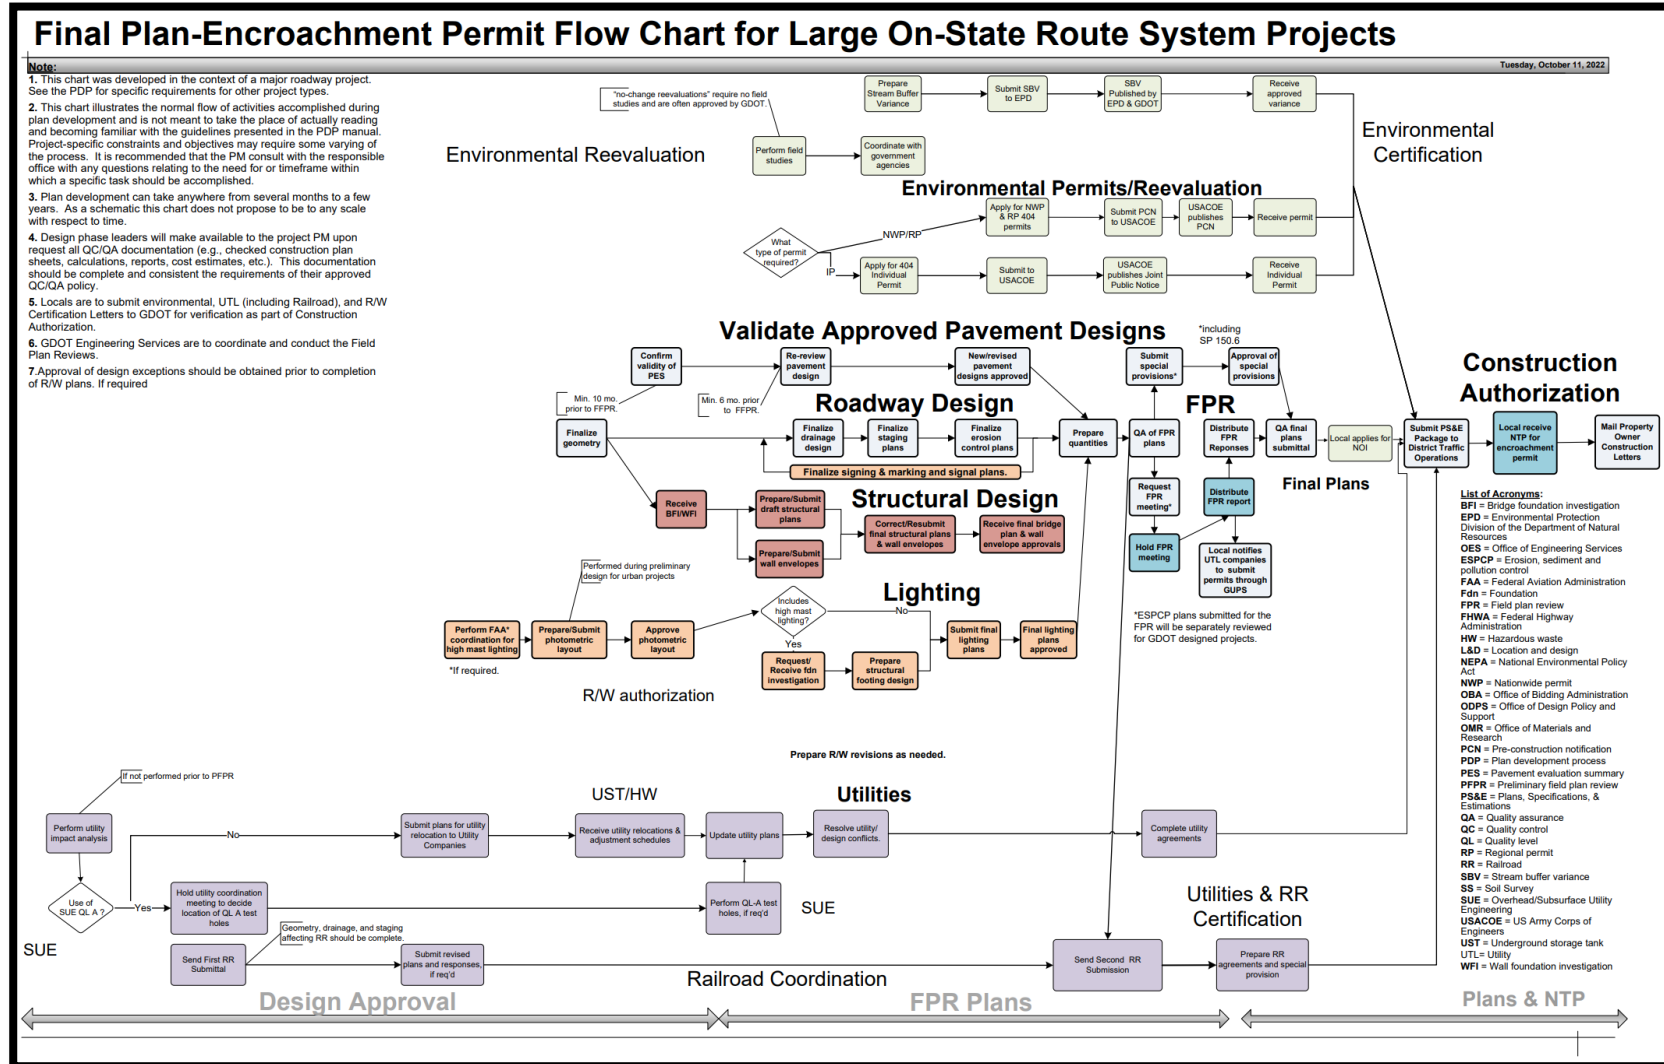 Final Plan-Encroachment Permit Flow Chart for Large On-State Route System Projects
Tuesday, October 11, 2022
Note:
1. This chart was developed in the context of a major roadway project.
See the PDP for specific requirements for other project types.
2. This chart illustrates the normal flow of activities accomplished during
plan development and is not meant to take the place of actually reading
and becoming familiar with the guidelines presented in the PDP manual.
Project-specific constraints and objectives may require some varying of
the process.  It is recommended that the PM consult with the responsible
office with any questions relating to the need for or timeframe within
which a specific task should be accomplished.
3. Plan development can take anywhere from several months to a few
years.  As a schematic this chart does not propose to be to any scale
with respect to time.
4. Design phase leaders will make available to the project PM upon
request all QC/QA documentation (e.g., checked construction plan
sheets, calculations, reports, cost estimates, etc.).  This documentation
should be complete and consistent the requirements of their approved
QC/QA policy.
5. Locals are to submit environmental, UTL (including Railroad), and R/W
Certification Letters to GDOT for verification as part of Construction
Authorization.
6. GDOT Engineering Services are to coordinate and conduct the Field
Plan Reviews.
7.Approval of design exceptions should be obtained prior to completion
of R/W plans. If required
"no-change reevaluations" require no field
studies and are often approved by GDOT.
Prepare
Stream Buffer
Variance
Submit SBV
to EPD
SBV
Published by
EPD & GDOT
Receive
approved
variance
Environmental
Certification
Environmental Reevaluation
Perform field
studies
Coordinate with
government
agencies
Environmental Permits/Reevaluation
What
type of permit
required?
NWP/RP
Apply for NWP
& RP 404
permits
Submit PCN
to USACOE
USACOE
publishes
PCN
Receive permit
IP
Apply for 404
Individual
Permit
Submit to
USACOE
USACOE
publishes Joint
Public Notice
Receive
Individual
Permit
Validate Approved Pavement Designs
*including
SP 150.6
Confirm
validity of
PES
Re-review
pavement
design
New/revised
pavement
designs approved
Submit
special
provisions*
Approval of
special
provisions
Min. 10 mo.
prior to FFPR.
Min. 6 mo. prior
to  FFPR.
Roadway Design
FPR
Construction
Authorization
Finalize
geometry
Finalize
drainage
design
Finalize
staging
plans
Finalize
erosion
control plans
Prepare
quantities
QA of FPR
plans
Distribute
FPR
Reponses
QA final
plans
submittal
Local applies for
NOI
Submit PS&E
Package to
District Traffic
Operations
Local receive
NTP for
encroachment
permit
Mail Property
Owner
Construction
Letters
Finalize signing & marking and signal plans.
Final Plans
Structural Design
Receive
BFI/WFI
Prepare/Submit
draft structural
plans
Prepare/Submit
wall envelopes
Correct/Resubmit
final structural plans
& wall envelopes
Receive final bridge
plan & wall
envelope approvals
Request
FPR
meeting*
Distribute
FPR report
Hold FPR
meeting
Local notifies
UTL companies
to  submit
permits through
GUPS
*ESPCP plans submitted for the
FPR will be separately reviewed
for GDOT designed projects.
Performed during preliminary
design for urban projects
Lighting
Perform FAA*
coordination for
high mast lighting
Prepare/Submit
photometric
layout
Approve
photometric
layout
Includes
high mast
lighting?
No
Yes
Request/
Receive fdn
investigation
Prepare
structural
footing design
Submit final
lighting
plans
Final lighting
plans
approved
*If required.
R/W authorization
Prepare R/W revisions as needed.
List of Acronyms:
BFI = Bridge foundation investigation
EPD = Environmental Protection
Division of the Department of Natural
Resources
OES = Office of Engineering Services
ESPCP = Erosion, sediment and
pollution control
FAA = Federal Aviation Administration
Fdn = Foundation
FPR = Field plan review
FHWA = Federal Highway
Administration
HW = Hazardous waste
L&D = Location and design
NEPA = National Environmental Policy
Act
NWP = Nationwide permit
OBA = Office of Bidding Administration
ODPS = Office of Design Policy and
Support
OMR = Office of Materials and
Research
PCN = Pre-construction notification
PDP = Plan development process
PES = Pavement evaluation summary
PFPR = Preliminary field plan review
PS&E = Plans, Specifications, &
Estimations
QA = Quality assurance
QC = Quality control
QL = Quality level
RP = Regional permit
RR = Railroad
SBV = Stream buffer variance
SS = Soil Survey
SUE = Overhead/Subsurface Utility
Engineering
USACOE = US Army Corps of
Engineers
UST = Underground storage tank
UTL= Utility
WFI = Wall foundation investigation
If not performed prior to PFPR
UST/HW
Utilities
Perform utility
impact analysis
No
Submit plans for utility
relocation to Utility
Companies
Receive utility relocations &
adjustment schedules
Update utility plans
Resolve utility/
design conflicts.
Complete utility
agreements
Use of
SUE QL A ?
Yes
Hold utility coordination
meeting to decide
location of QL A test
holes
Perform QL-A test
holes, if req'd
SUE
Utilities & RR
Certification
SUE
Geometry, drainage, and staging
affecting RR should be complete.
Send First RR
Submittal
Submit revised
plans and responses,
if req'd
Railroad Coordination
Send Second  RR
Submission
Prepare RR
agreements and special
provision
Design Approval
FPR Plans
Plans & NTP